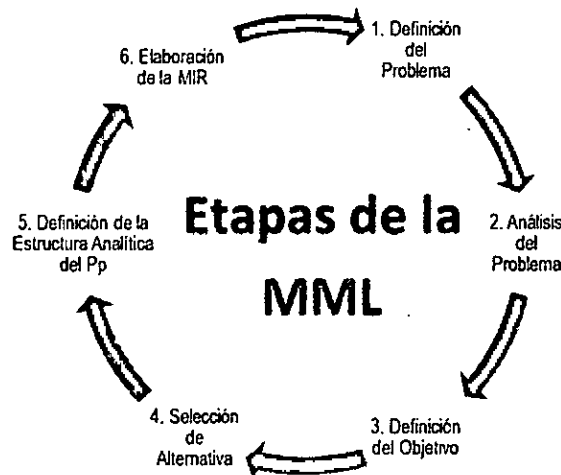 1. Definición
del
Problema
2. Análisis
del
Problema
3. Definición
del Objetivo
4. Selección
de
Alternativa
5. Definición de la
Estructura Analítica
del Pp
6. Elaboración
de la MIR
Etapas de la
MML